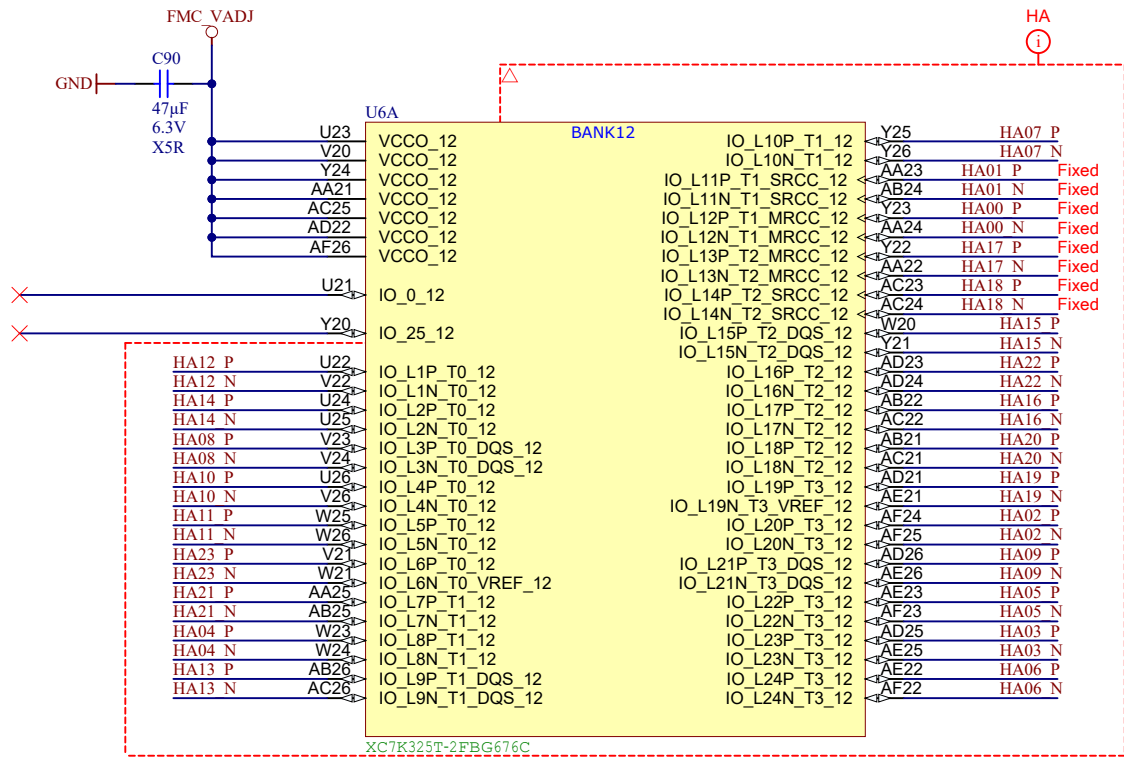 FMC_VADJ
HA
i
C90
GND
47µF
6.3V
X5R
U6A
BANK12
U23 VCCO_12
V20 VCCO_12
Y24 VCCO_12
AA21 VCCO_12
AC25 VCCO_12
AD22 VCCO_12
AF26 VCCO_12
U21 IO_0_12
Y20 IO_25_12
HA12_P U22 IO_L1P_T0_12
HA12_N V22 IO_L1N_T0_12
HA14_P U24 IO_L2P_T0_12
HA14_N U25 IO_L2N_T0_12
HA08_P V23 IO_L3P_T0_DQS_12
HA08_N V24 IO_L3N_T0_DQS_12
HA10_P U26 IO_L4P_T0_12
HA10_N V26 IO_L4N_T0_12
HA11_P W25 IO_L5P_T0_12
HA11_N W26 IO_L5N_T0_12
HA23_P V21 IO_L6P_T0_12
HA23_N W21 IO_L6N_T0_VREF_12
HA21_P AA25 IO_L7P_T1_12
HA21_N AB25 IO_L7N_T1_12
HA04_P W23 IO_L8P_T1_12
HA04_N W24 IO_L8N_T1_12
HA13_P AB26 IO_L9P_T1_DQS_12
HA13_N AC26 IO_L9N_T1_DQS_12
IO_L10P_T1_12 Y25 HA07_P
IO_L10N_T1_12 Y26 HA07_N
IO_L11P_T1_SRCC_12 AA23 HA01_P Fixed
IO_L11N_T1_SRCC_12 AB24 HA01_N Fixed
IO_L12P_T1_MRCC_12 Y23 HA00_P Fixed
IO_L12N_T1_MRCC_12 AA24 HA00_N Fixed
IO_L13P_T2_MRCC_12 Y22 HA17_P Fixed
IO_L13N_T2_MRCC_12 AA22 HA17_N Fixed
IO_L14P_T2_SRCC_12 AC23 HA18_P Fixed
IO_L14N_T2_SRCC_12 AC24 HA18_N Fixed
IO_L15P_T2_DQS_12 W20 HA15_P
IO_L15N_T2_DQS_12 Y21 HA15_N
IO_L16P_T2_12 AD23 HA22_P
IO_L16N_T2_12 AD24 HA22_N
IO_L17P_T2_12 AB22 HA16_P
IO_L17N_T2_12 AC22 HA16_N
IO_L18P_T2_12 AB21 HA20_P
IO_L18N_T2_12 AC21 HA20_N
IO_L19P_T3_12 AD21 HA19_P
IO_L19N_T3_VREF_12 AE21 HA19_N
IO_L20P_T3_12 AF24 HA02_P
IO_L20N_T3_12 AF25 HA02_N
IO_L21P_T3_DQS_12 AD26 HA09_P
IO_L21N_T3_DQS_12 AE26 HA09_N
IO_L22P_T3_12 AE23 HA05_P
IO_L22N_T3_12 AF23 HA05_N
IO_L23P_T3_12 AD25 HA03_P
IO_L23N_T3_12 AE25 HA03_N
IO_L24P_T3_12 AE22 HA06_P
IO_L24N_T3_12 AF22 HA06_N
XC7K325T-2FBG676C